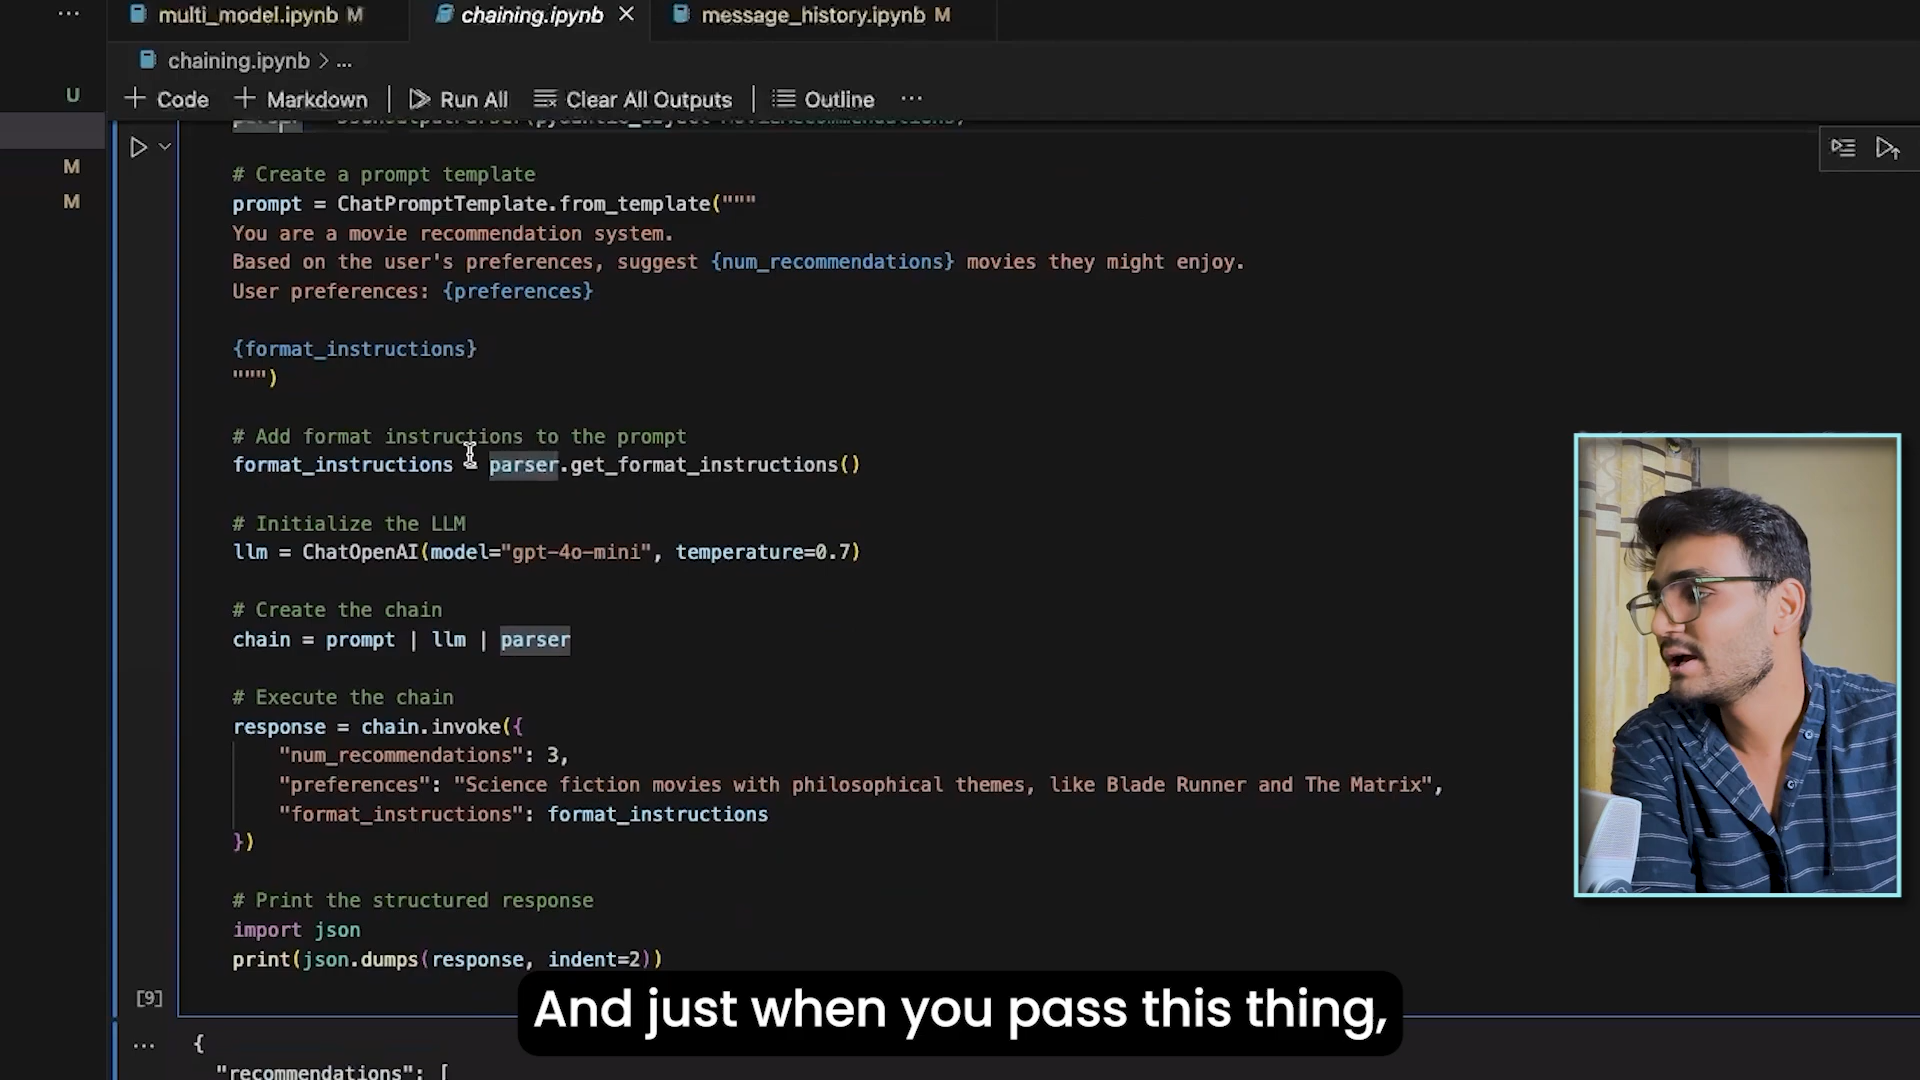 multi_model.ipynb M
chaining.ipynb
message_history.ipynb M
chaining.ipynb > ...
U
+ Code + Markdown Run All Clear All Outputs Outline ...
M
M
# Create a prompt template
prompt = ChatPromptTemplate.from_template("""
You are a movie recommendation system.
Based on the user's preferences, suggest {num_recommendations} movies they might enjoy.
User preferences: {preferences}
{format_instructions}
""")
# Add format instructions to the prompt
format_instructions = parser.get_format_instructions()
# Initialize the LLM
llm = ChatOpenAI(model="gpt-4o-mini", temperature=0.7)
# Create the chain
chain = prompt | llm | parser
# Execute the chain
response = chain.invoke({
"num_recommendations": 3,
"preferences": "Science fiction movies with philosophical themes, like Blade Runner and The Matrix",
"format_instructions": format_instructions
})
# Print the structured response
import json
print(json.dumps(response, indent=2))
[9]
And just when you pass this thing,
... {
"recommendations": [